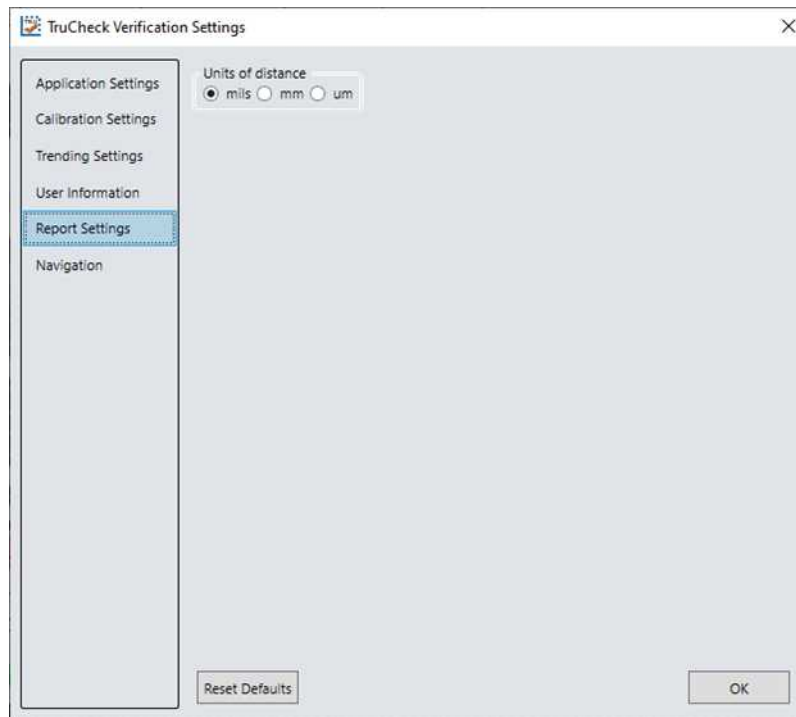 TruCheck Verification Settings
Application Settings
Calibration Settings
Trending Settings
User Information
Report Settings
Navigation
Units of distance
mils mm um
Reset Defaults
OK